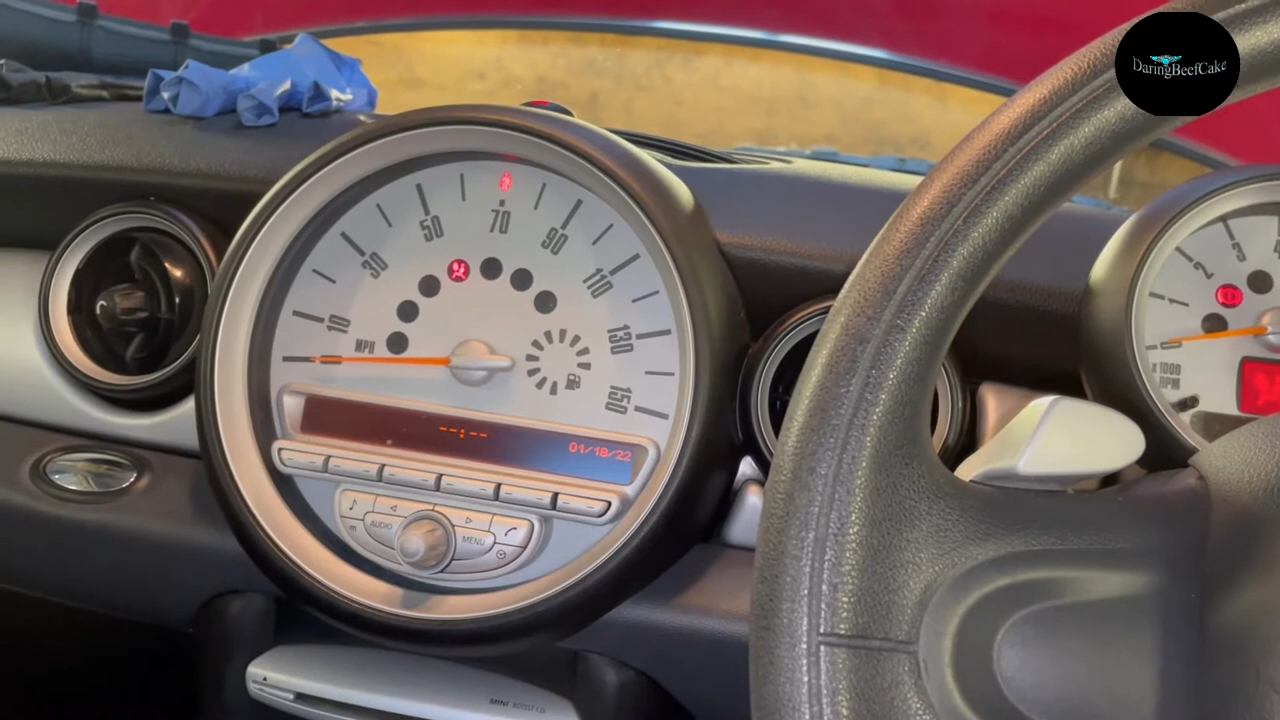 DaringBeefCake
10
30
50
70
90
110
130
150
MPH
--:--
01/18/22
AUDIO
MENU
MINI BOOST CD
0
1
2
3
x 1000
RPM